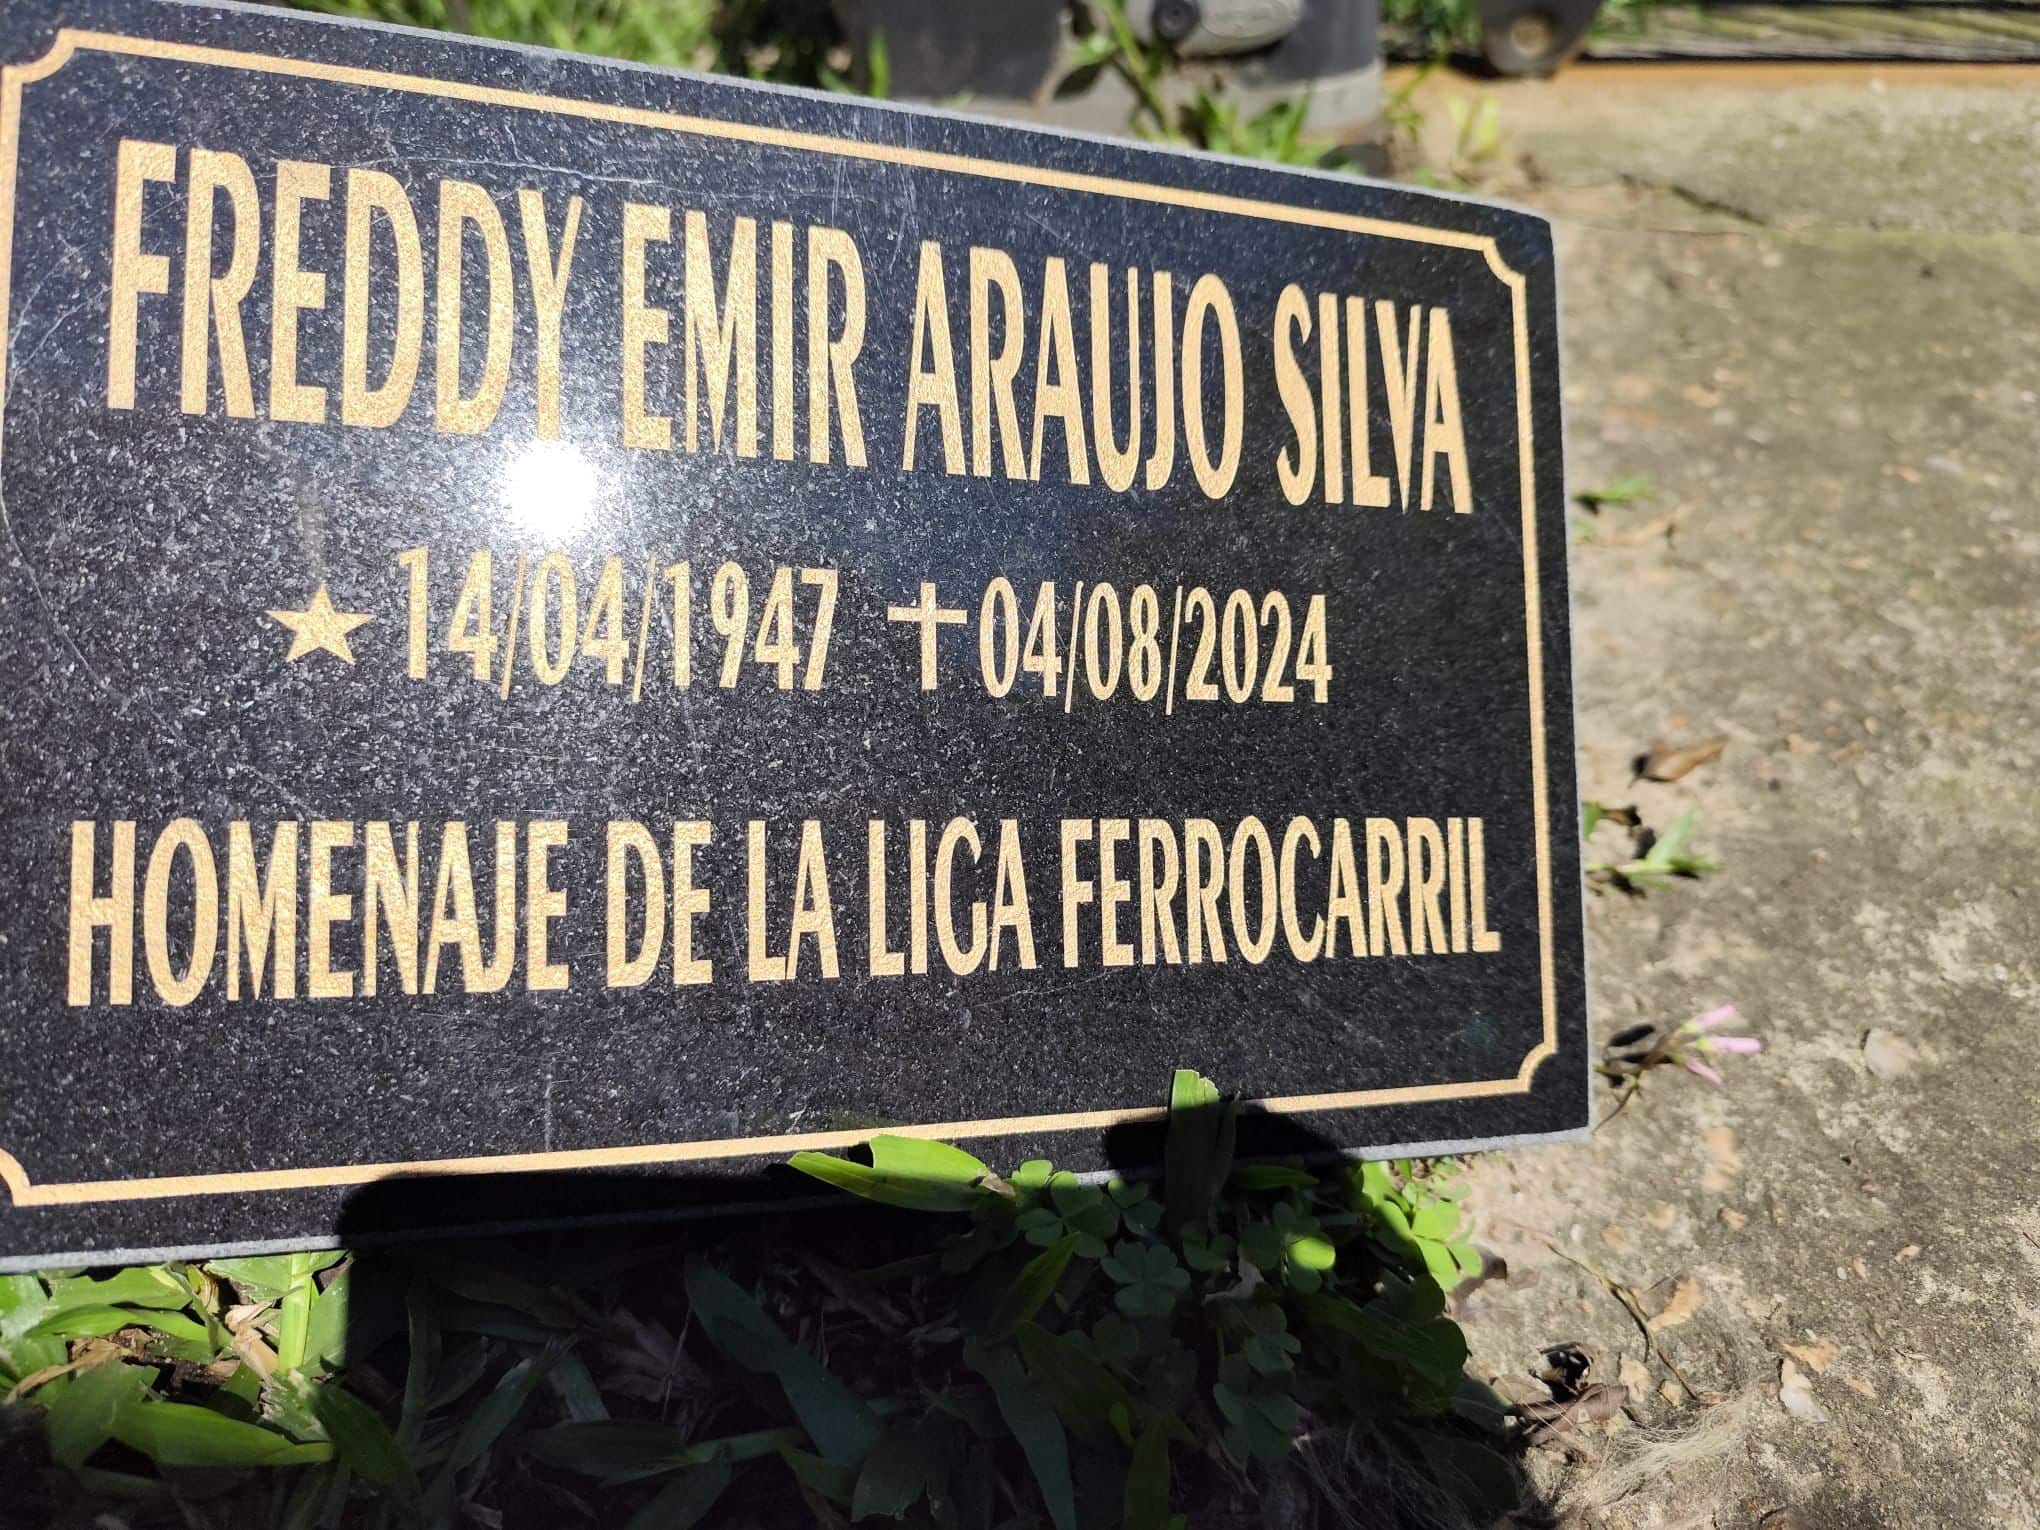 FREDDY EMIR ARAUJO SILVA
★ 14/04/1947 ✝ 04/08/2024
HOMENAJE DE LA LIGA FERROCARRIL